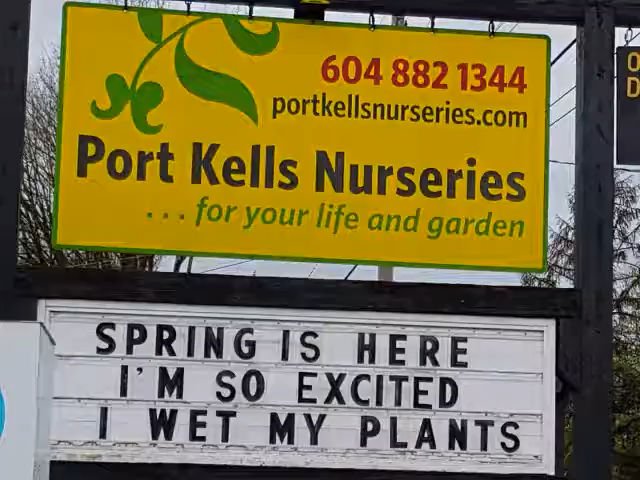 604 882 1344
portkellsnurseries.com
Port Kells Nurseries
...for your life and garden
SPRING IS HERE
I'M SO EXCITED
I WET MY PLANTS
O
D